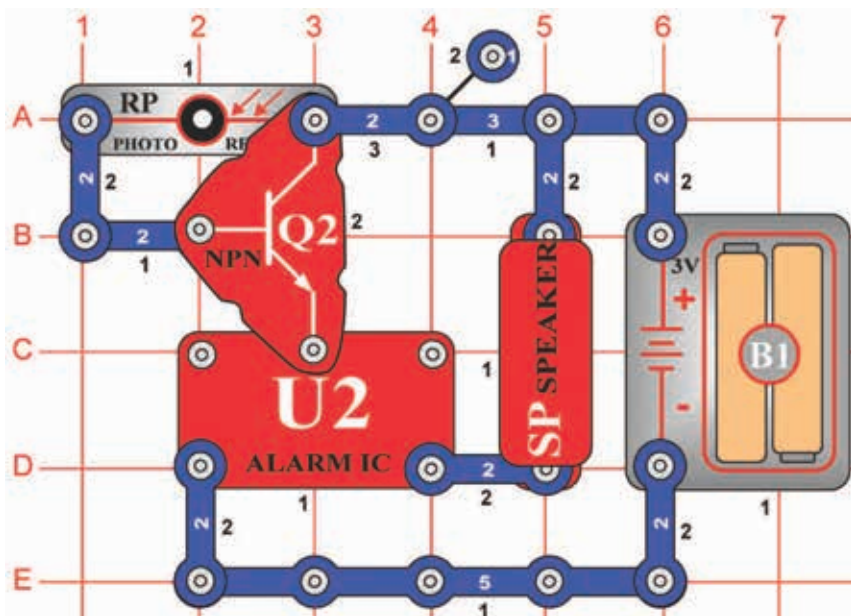 1 2 3 4 5 6 7
2 1
1
RP
A
2 3
PHOTO
3 1
2 2 2 2 2
Q2
B
2
NPN
2
3V
1
+
SPEAKER
C
1
B1
U2
SP
-
D
ALARM IC
2
1 2 1
2 2 2 2
E
5
1